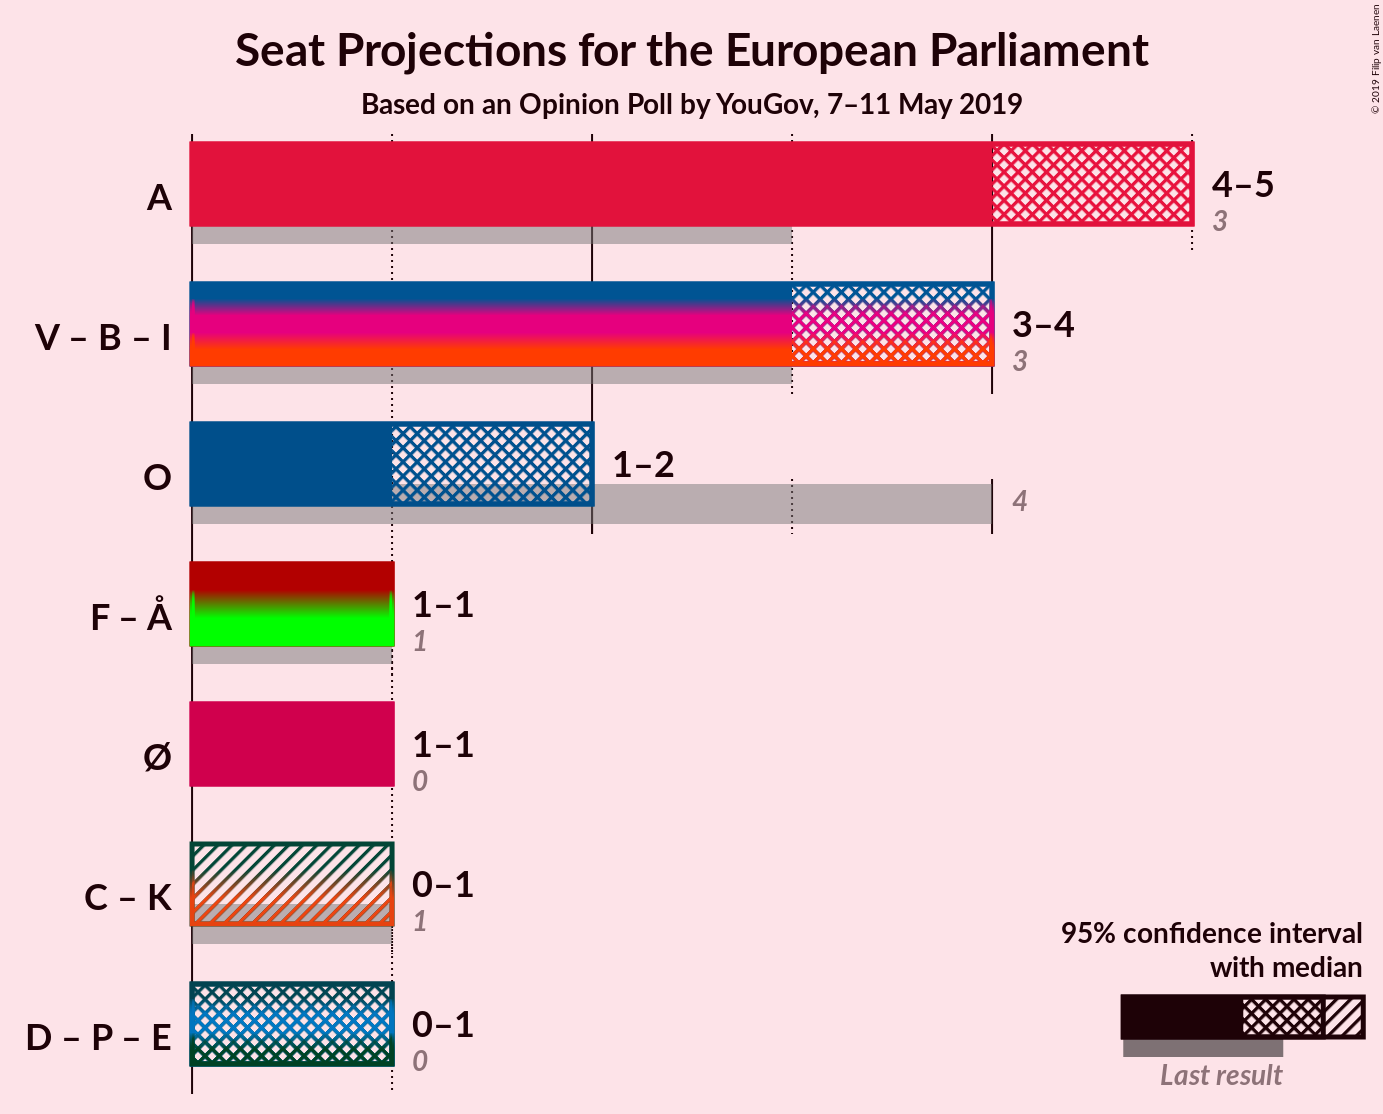 Seat Projections for the European Parliament
Based on an Opinion Poll by YouGov, 7–11 May 2019
© 2019 Filip van Laenen
A
4–5
3
V – B – I
3–4
3
O
1–2
4
F – Å
1–1
1
Ø
1–1
0
C – K
0–1
1
D – P – E
0–1
0
95% confidence interval
with median
Last result